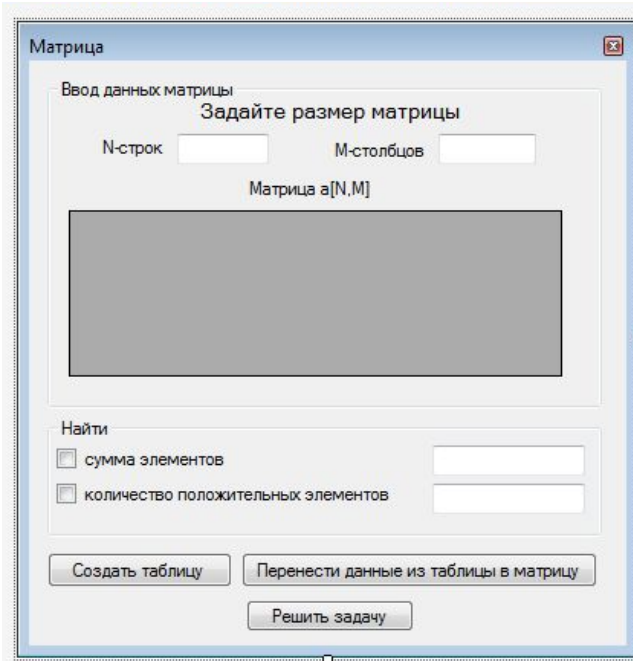 Матрица
Ввод данных матрицы
Задайте размер матрицы
N-строк M-столбцов
Матрица a[N,M]
Найти
сумма элементов
количество положительных элементов
Создать таблицу Перенести данные из таблицы в матрицу
Решить задачу